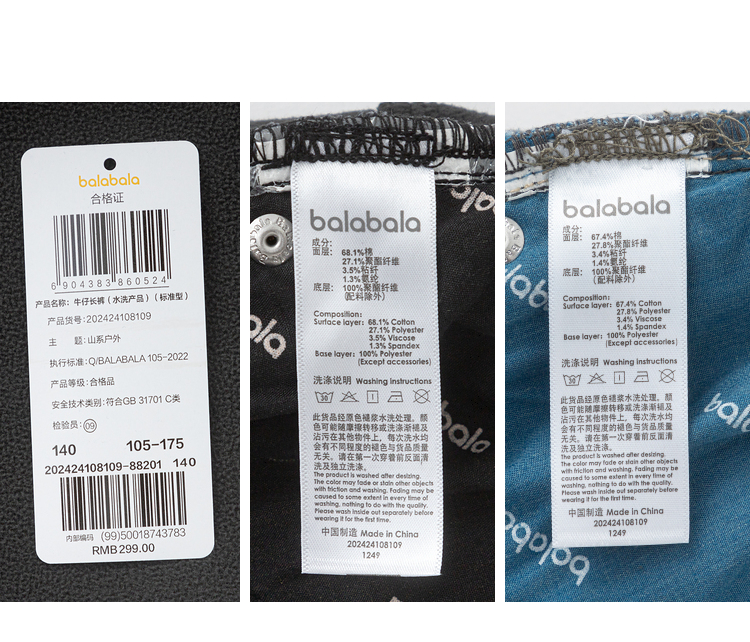 balabala
合格证
6 904383 860524
产品名称: 牛仔长裤（水洗产品）（标准型）
产品货号:202424108109
主 题:山系户外
执行标准:Q/BALABALA 105-2022
产品等级:合格品
安全技术类别:符合GB 31701 C类
检验员:09
140 105-175
202424108109-88201 140
内部编码 (99)50018743783
RMB299.00
balabala
成分:
面层: 68.1%棉
27.1%聚酯纤维
3.5%粘纤
1.3%氨纶
底层: 100%聚酯纤维
(配料除外)
Composition:
Surface layer: 68.1% Cotton
27.1% Polyester
3.5% Viscose
1.3% Spandex
Base layer: 100% Polyester
(Except accessories)
洗涤说明 Washing instructions
此货品经原色褪浆水洗处理。颜
色可能随摩擦转移或洗涤渐褪及
沾污在其他物件上。每次洗水均
会有不同程度的褪色与货品质量
无关。请在第一次穿着前反面清
洗及独立洗涤。
The product is washed after desizing.
The color may fade or stain other objects
with friction and washing. Fading may be
caused to some extent in every time of
washing, nothing to do with the quality.
Please wash inside out separately before
wearing it for the first time.
中国制造 Made in China
202424108109
1249
balabala
成分:
面层: 67.4%棉
27.8%聚酯纤维
3.4%粘纤
1.4%氨纶
底层: 100%聚酯纤维
(配料除外)
Composition:
Surface layer: 67.4% Cotton
27.8% Polyester
3.4% Viscose
1.4% Spandex
Base layer: 100% Polyester
(Except accessories)
洗涤说明 Washing instructions
此货品经原色褪浆水洗处理。颜
色可能随摩擦转移或洗涤渐褪及
沾污在其他物件上。每次洗水均
会有不同程度的褪色与货品质量
无关。请在第一次穿着前反面清
洗及独立洗涤。
The product is washed after desizing.
The color may fade or stain other objects
with friction and washing. Fading may be
caused to some extent in every time of
washing, nothing to do with the quality.
Please wash inside out separately before
wearing it for the first time.
中国制造 Made in China
202424108109
1249
balabala